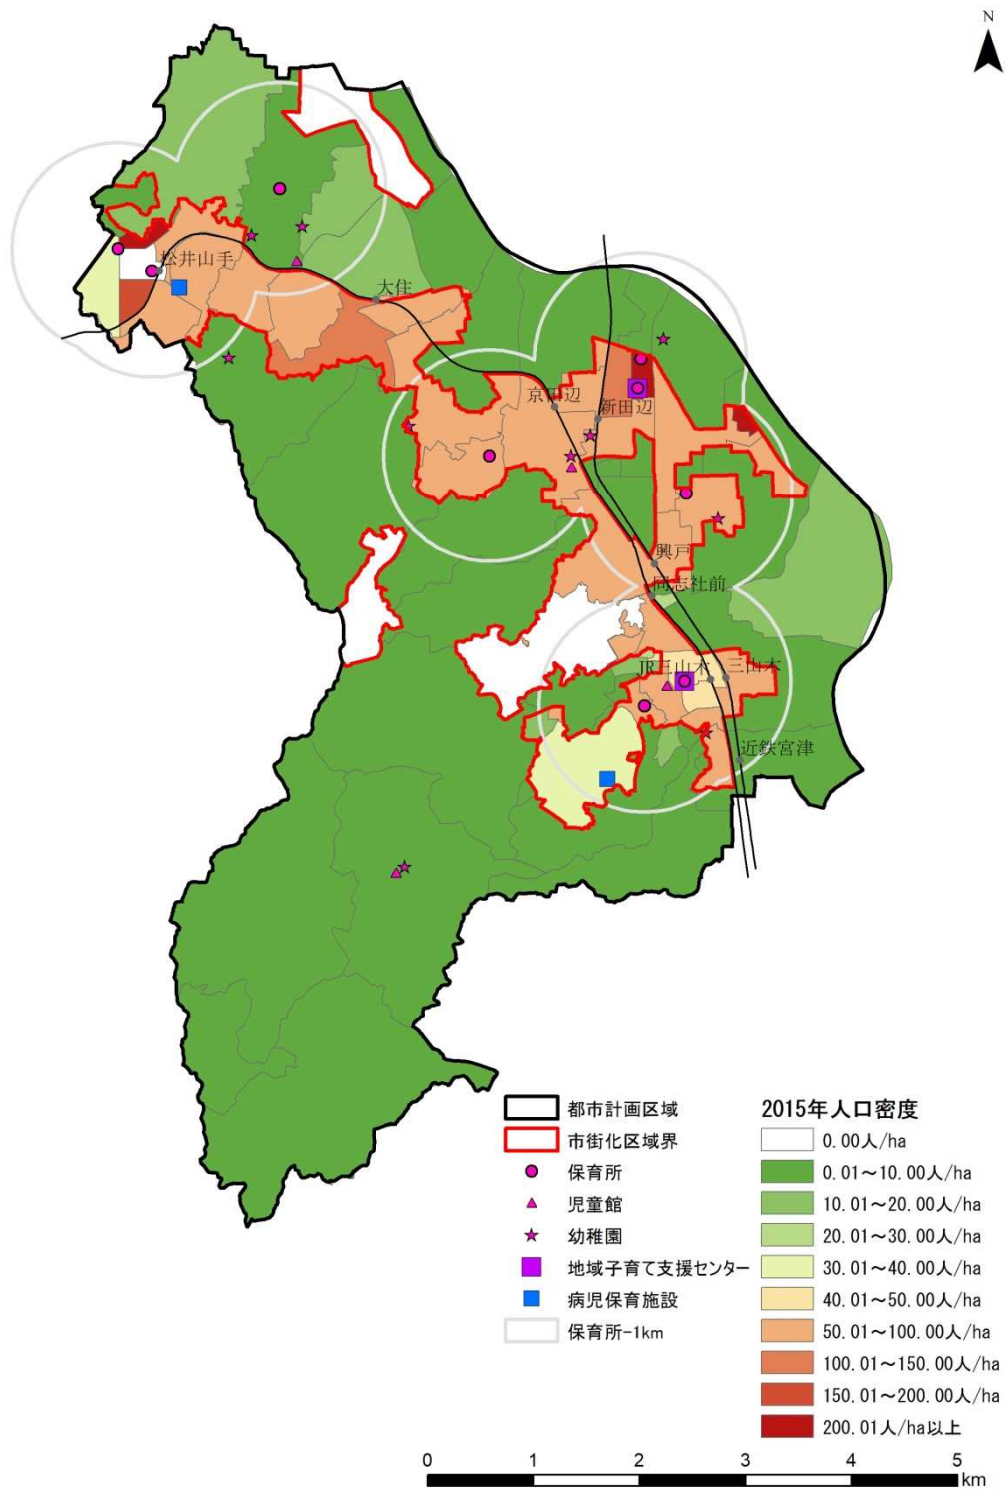 N
松井山手
大住
京田辺
新田辺
興戸
同志社前
JR三山木
三山木
近鉄宮津
都市計画区域
市街化区域界
保育所
児童館
幼稚園
地域子育て支援センター
病児保育施設
保育所-1km
2015年人口密度
0.00人/ha
0.01～10.00人/ha
10.01～20.00人/ha
20.01～30.00人/ha
30.01～40.00人/ha
40.01～50.00人/ha
50.01～100.00人/ha
100.01～150.00人/ha
150.01～200.00人/ha
200.01人/ha以上
0 1 2 3 4 5
km